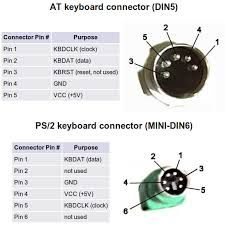 AT keyboard connector (DIN5)
Connector Pin # Purpose
Pin 1 KBDCLK (clock)
Pin 2 KBDAT (data)
Pin 3 KBRST (reset, not used)
Pin 4 GND
Pin 5 VCC (+5V)
2
4
5
1
3
PS/2 keyboard connector (MINI-DIN6)
Connector Pin # Purpose
Pin 1 KBDAT (data)
Pin 2 not used
Pin 3 GND
Pin 4 VCC (+5V)
Pin 5 KBDCLK (clock)
Pin 6 not used
2
1
4
3
6
5